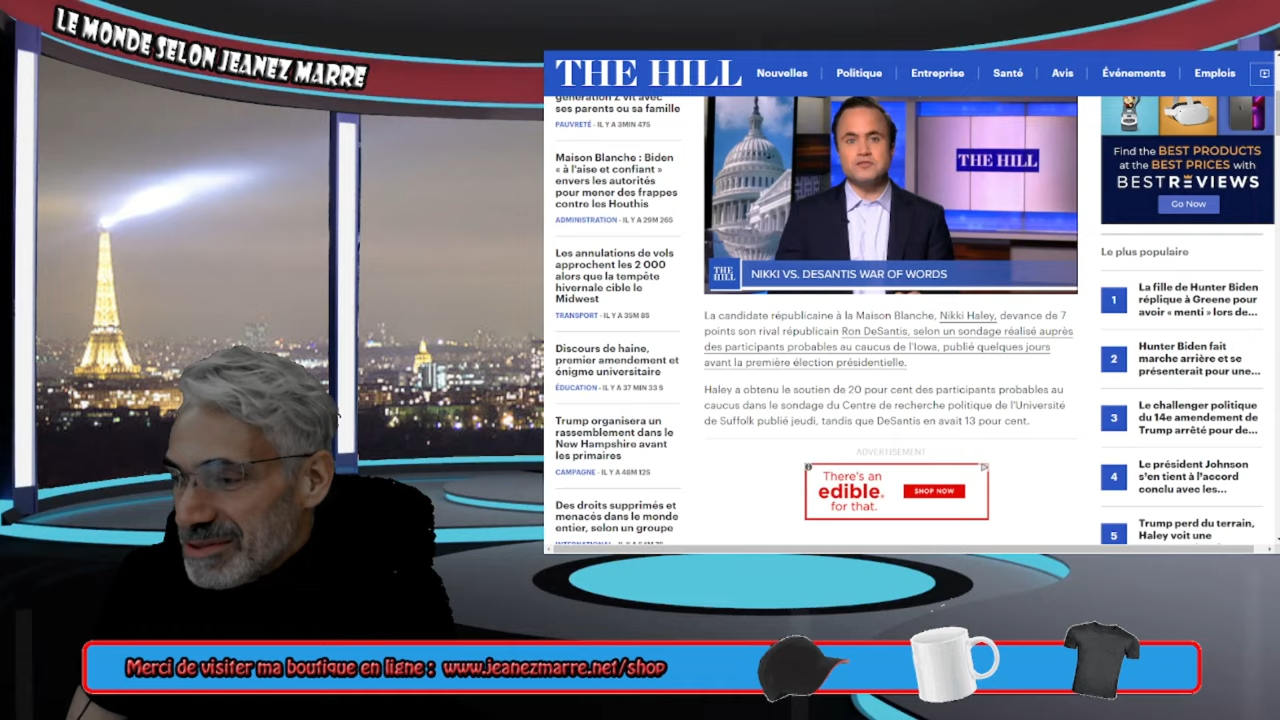 LE MONDE SELON JEANEZ MARRE
THE HILL
Nouvelles
Politique
Entreprise
Santé
Avis
Événements
Emplois
génération Z vit avec
ses parents ou sa famille
PAUVRETÉ - IL Y A 3MIN 47S
Maison Blanche : Biden
« à l'aise et confiant »
envers les autorités
pour mener des frappes
contre les Houthis
ADMINISTRATION - IL Y A 29M 26S
Les annulations de vols
approchent les 2 000
alors que la tempête
hivernale cible le
Midwest
TRANSPORT - IL Y A 35M 8S
Discours de haine,
premier amendement et
énigme universitaire
ÉDUCATION - IL Y A 37 MIN 33 S
Trump organisera un
rassemblement dans le
New Hampshire avant
les primaires
CAMPAGNE - IL Y A 48M 12S
Des droits supprimés et
menacés dans le monde
entier, selon un groupe
THE HILL
THE
HILL
NIKKI VS. DESANTIS WAR OF WORDS
La candidate républicaine à la Maison Blanche, Nikki Haley, devance de 7
points son rival républicain Ron DeSantis, selon un sondage réalisé auprès
des participants probables au caucus de l'Iowa, publié quelques jours
avant la première élection présidentielle.
Haley a obtenu le soutien de 20 pour cent des participants probables au
caucus dans le sondage du Centre de recherche politique de l'Université
de Suffolk publié jeudi, tandis que DeSantis en avait 13 pour cent.
ADVERTISEMENT
There's an
edible.
for that.
SHOP NOW
Find the BEST PRODUCTS
at the BEST PRICES with
BESTREVIEWS
Go Now
Le plus populaire
1
La fille de Hunter Biden
réplique à Greene pour
avoir « menti » lors de...
2
Hunter Biden fait
marche arrière et se
présenterait pour une...
3
Le challenger politique
du 14e amendement de
Trump arrêté pour de...
4
Le président Johnson
s'en tient à l'accord
conclu avec les...
5
Trump perd du terrain,
Haley voit une
Merci de visiter ma boutique en ligne : www.jeanezmarre.net/shop